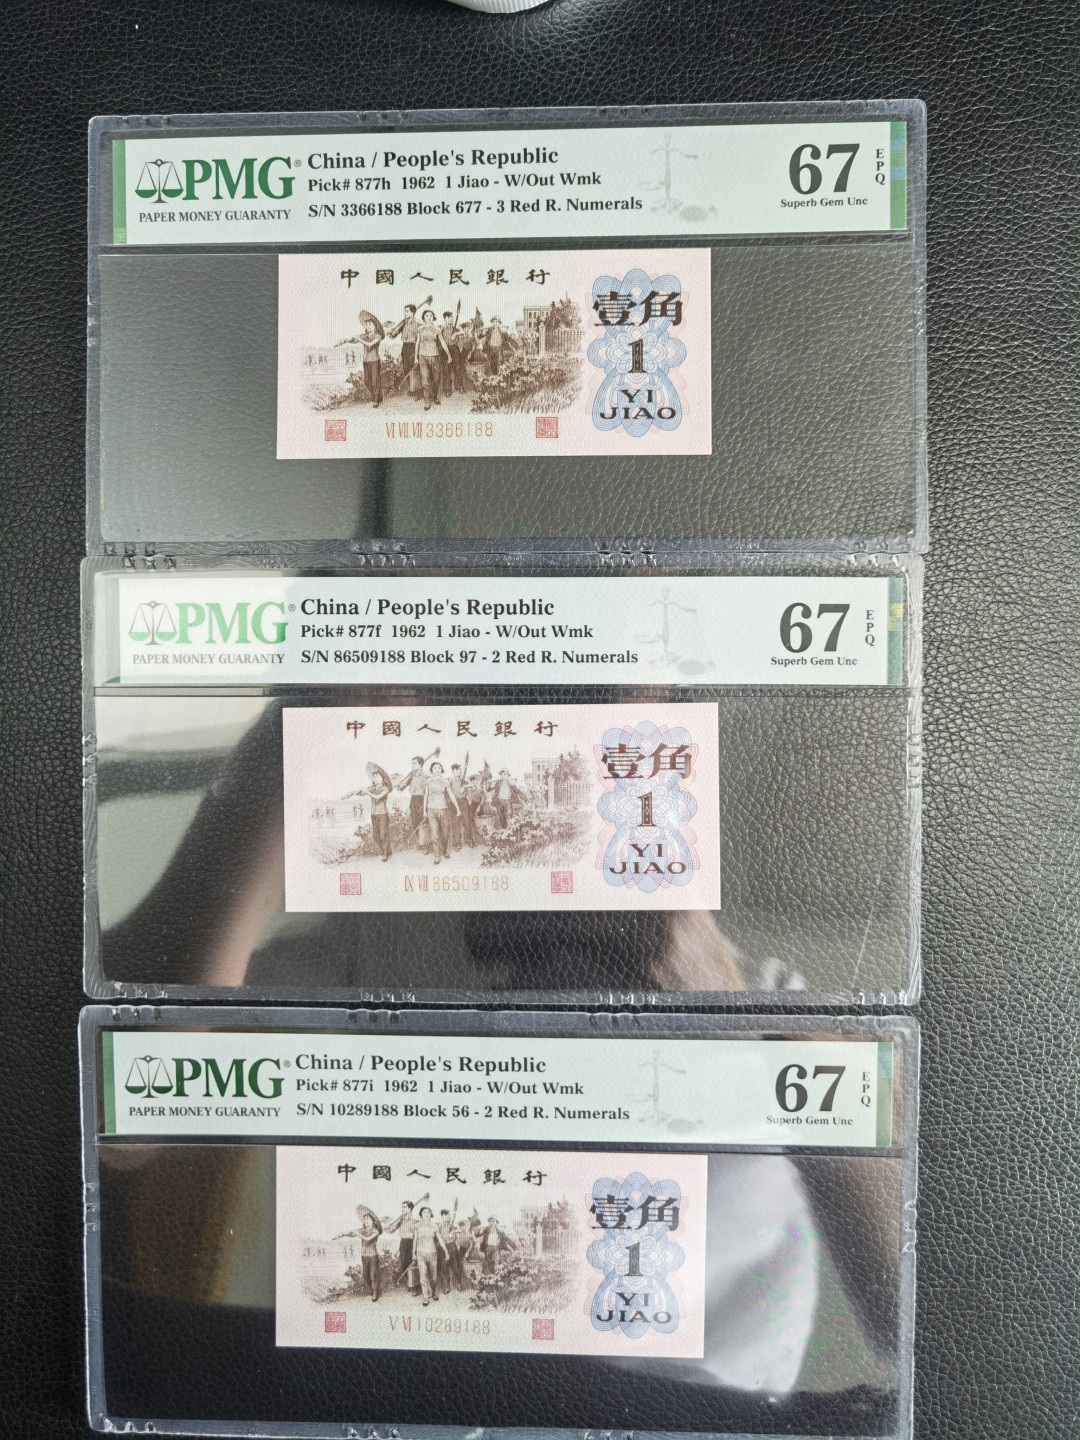 PMG®
PAPER MONEY GUARANTY
China / People's Republic
Pick# 877h 1962 1 Jiao - W/Out Wmk
S/N 3366188 Block 677 - 3 Red R. Numerals
67
EPQ
Superb Gem Unc
中國人民銀行
壹角
1
YI
JIAO
Ⅵ Ⅶ Ⅶ 3366188
PMG®
PAPER MONEY GUARANTY
China / People's Republic
Pick# 877f 1962 1 Jiao - W/Out Wmk
S/N 86509188 Block 97 - 2 Red R. Numerals
67
EPQ
Superb Gem Unc
中國人民銀行
壹角
1
YI
JIAO
Ⅸ Ⅶ 86509188
PMG®
PAPER MONEY GUARANTY
China / People's Republic
Pick# 877i 1962 1 Jiao - W/Out Wmk
S/N 10289188 Block 56 - 2 Red R. Numerals
67
EPQ
Superb Gem Unc
中國人民銀行
壹角
1
YI
JIAO
Ⅴ Ⅵ 10289188